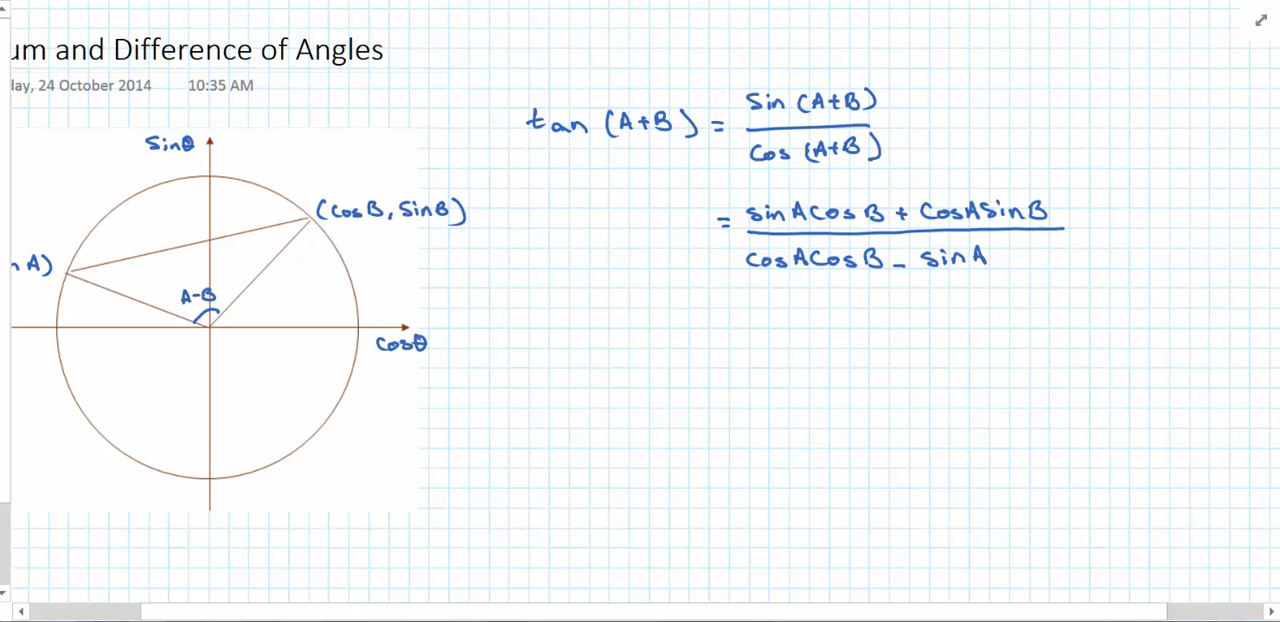 um and Difference of Angles
lay, 24 October 2014 10:35 AM
Sinθ
(CosB, SinB)
n A)
A-B
Cosθ
tan (A+B) = Sin (A+B)
Cos (A+B)
= sinACosB + CosASinB
CosACosB - sinA